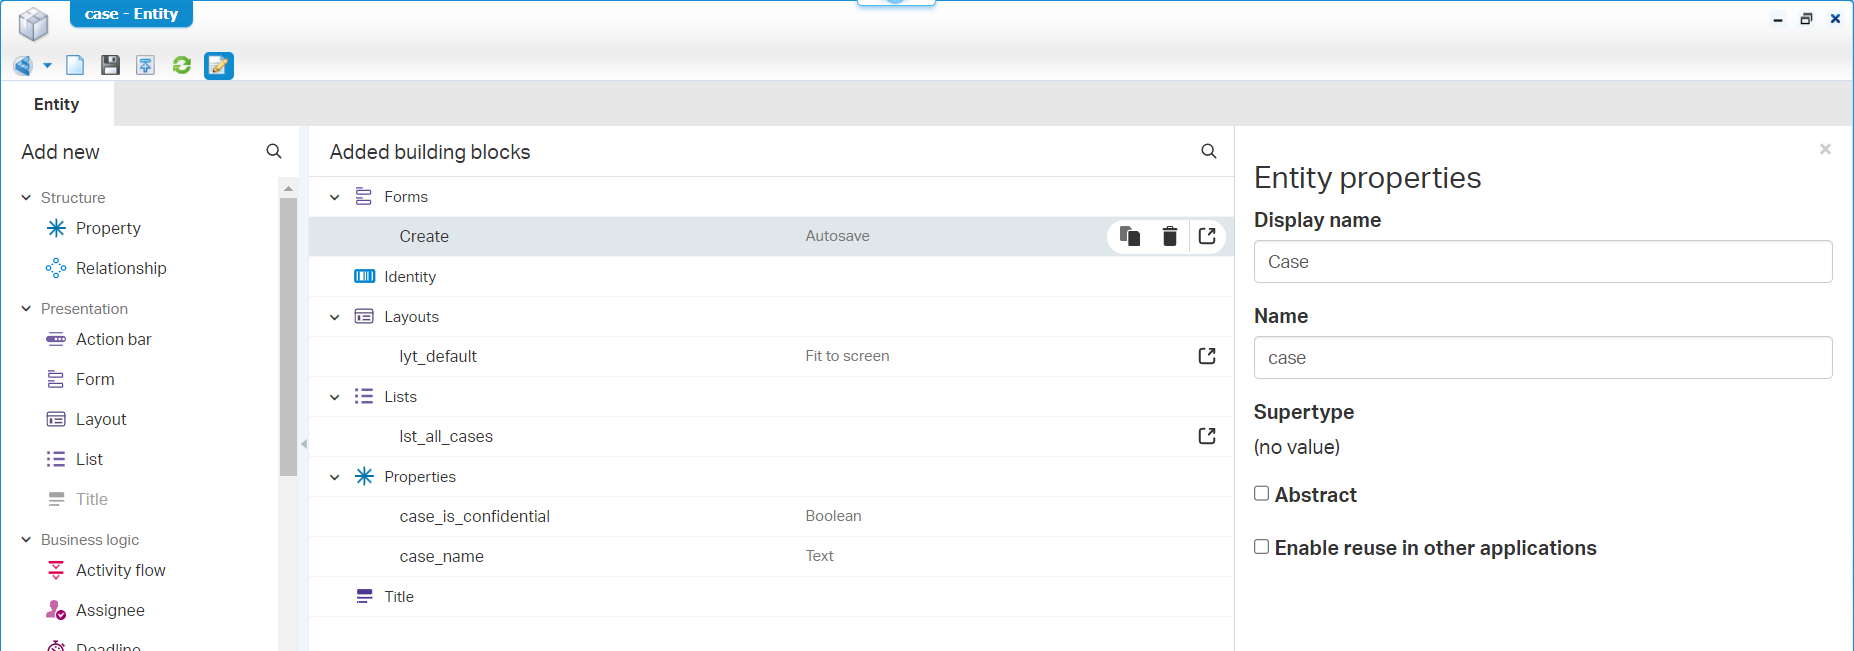 case - Entity
Entity
Add new
Structure
Property
Relationship
Presentation
Action bar
Form
Layout
List
Title
Business logic
Activity flow
Assignee
Deadline
Added building blocks
Forms
Create Autosave
Identity
Layouts
lyt_default Fit to screen
Lists
lst_all_cases
Properties
case_is_confidential Boolean
case_name Text
Title
Entity properties
Display name
Case
Name
case
Supertype
(no value)
Abstract
Enable reuse in other applications